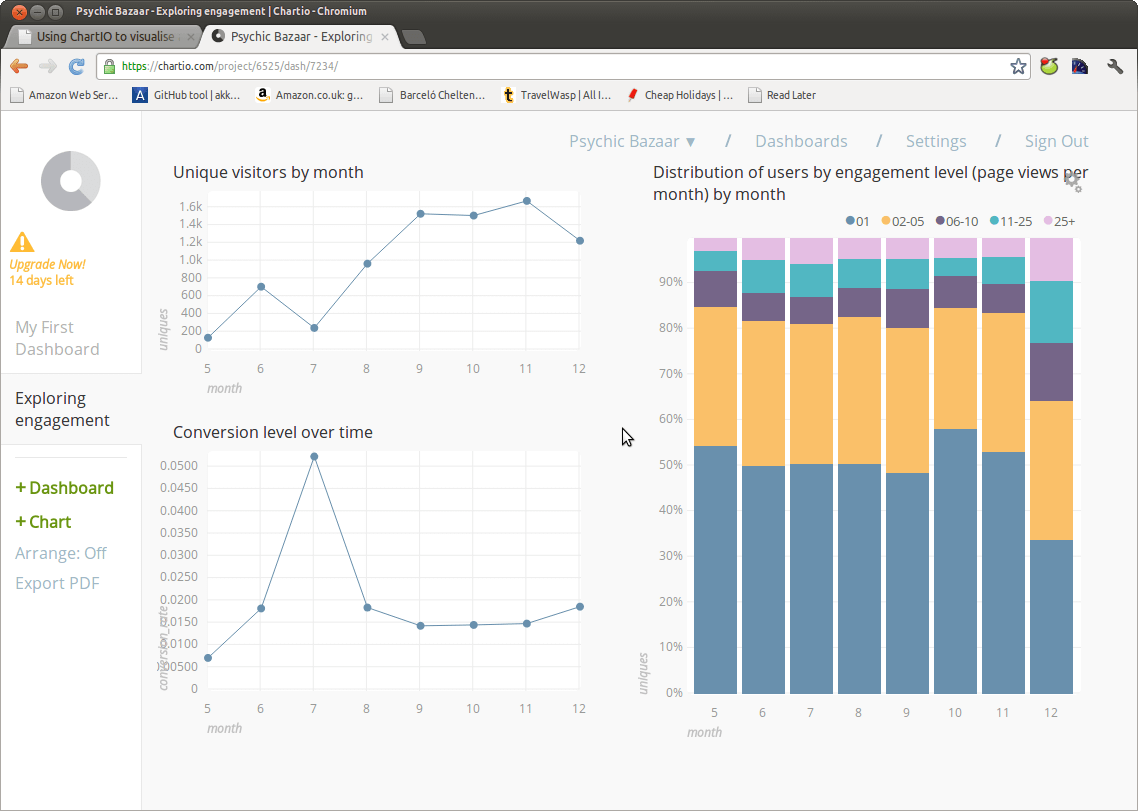 Psychic Bazaar - Exploring engagement | Chartio - Chromium
Using ChartIO to visualise
Psychic Bazaar - Exploring
https://chartio.com/project/6525/dash/7234/
Amazon Web Ser...
GitHub tool | akk...
Amazon.co.uk: g...
Barceló Chelten...
TravelWasp | All I...
Cheap Holidays | ...
Read Later
Psychic Bazaar ▼ / Dashboards / Settings / Sign Out
Upgrade Now!
14 days left
My First
Dashboard
Exploring
engagement
+ Dashboard
+ Chart
Arrange: Off
Export PDF
Unique visitors by month
1.6k
1.4k
1.2k
1.0k
800
600
400
200
0
uniques
5 6 7 8 9 10 11 12
month
Conversion level over time
0.0500
0.0450
0.0400
0.0350
0.0300
0.0250
0.0200
0.0150
0.0100
0.00500
0
conversion_rate
5 6 7 8 9 10 11 12
month
Distribution of users by engagement level (page views per
month) by month
01 02-05 06-10 11-25 25+
90%
80%
70%
60%
50%
40%
30%
20%
10%
0%
uniques
5 6 7 8 9 10 11 12
month